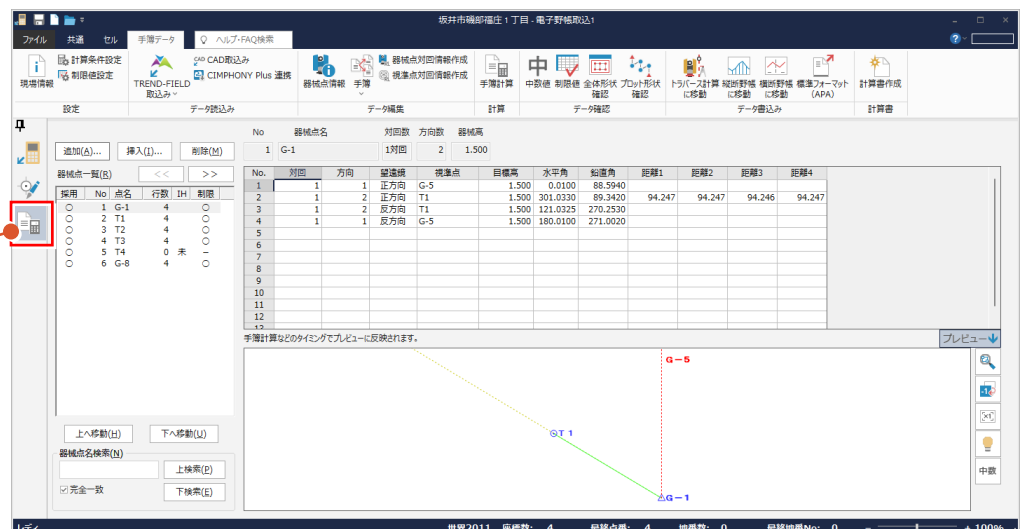 坂井市磯部福庄１丁目 - 電子野帳取込1
ファイル 共通 セル 手簿データ ヘルプ・FAQ検索
現場情報 計算条件設定 制限値設定
設定
TREND-FIELD 取込み CAD取込み CIMPHONY Plus 連携
データ読込み
器械点情報 手簿 器械点対回情報作成 視準点対回情報作成
データ編集
手簿計算
計算
中数値 制限値 全体形状確認 プロット形状確認
データ確認
トラバース計算に移動 縦断野帳に移動 横断野帳に移動 標準フォーマット(APA)
データ書込み
計算書作成
計算書
追加(A)... 挿入(I)... 削除(M)
器械点一覧(R) << >>
採用 No 点名 行数 IH 制限
○ 1 G-1 4 ○
○ 2 T1 4 ○
○ 3 T2 4 ○
○ 4 T3 4 ○
○ 5 T4 0 未 －
○ 6 G-8 4 ○
上へ移動(H) 下へ移動(U)
器械点名検索(N)
上検索(P)
完全一致 下検索(E)
No 器械点名 対回数 方向数 器械高
1 G-1 1対回 2 1.500
No. 対回 方向 望遠鏡 視準点 目標高 水平角 鉛直角 距離1 距離2 距離3 距離4
1 1 1 正方向 G-5 1.500 0.0100 88.5940
2 1 2 正方向 T1 1.500 301.0330 89.3420 94.247 94.247 94.246 94.247
3 1 2 反方向 T1 1.500 121.0325 270.2530
4 1 1 反方向 G-5 1.500 180.0100 271.0020
5
6
7
8
9
10
11
12
13
手簿計算などのタイミングでプレビューに反映されます。
プレビュー
G－5
T 1
G－1
中数
レディ 世界2011 座標数: 4 最終点番: 4 地番数: 0 最終地番No: 0 － + 100%